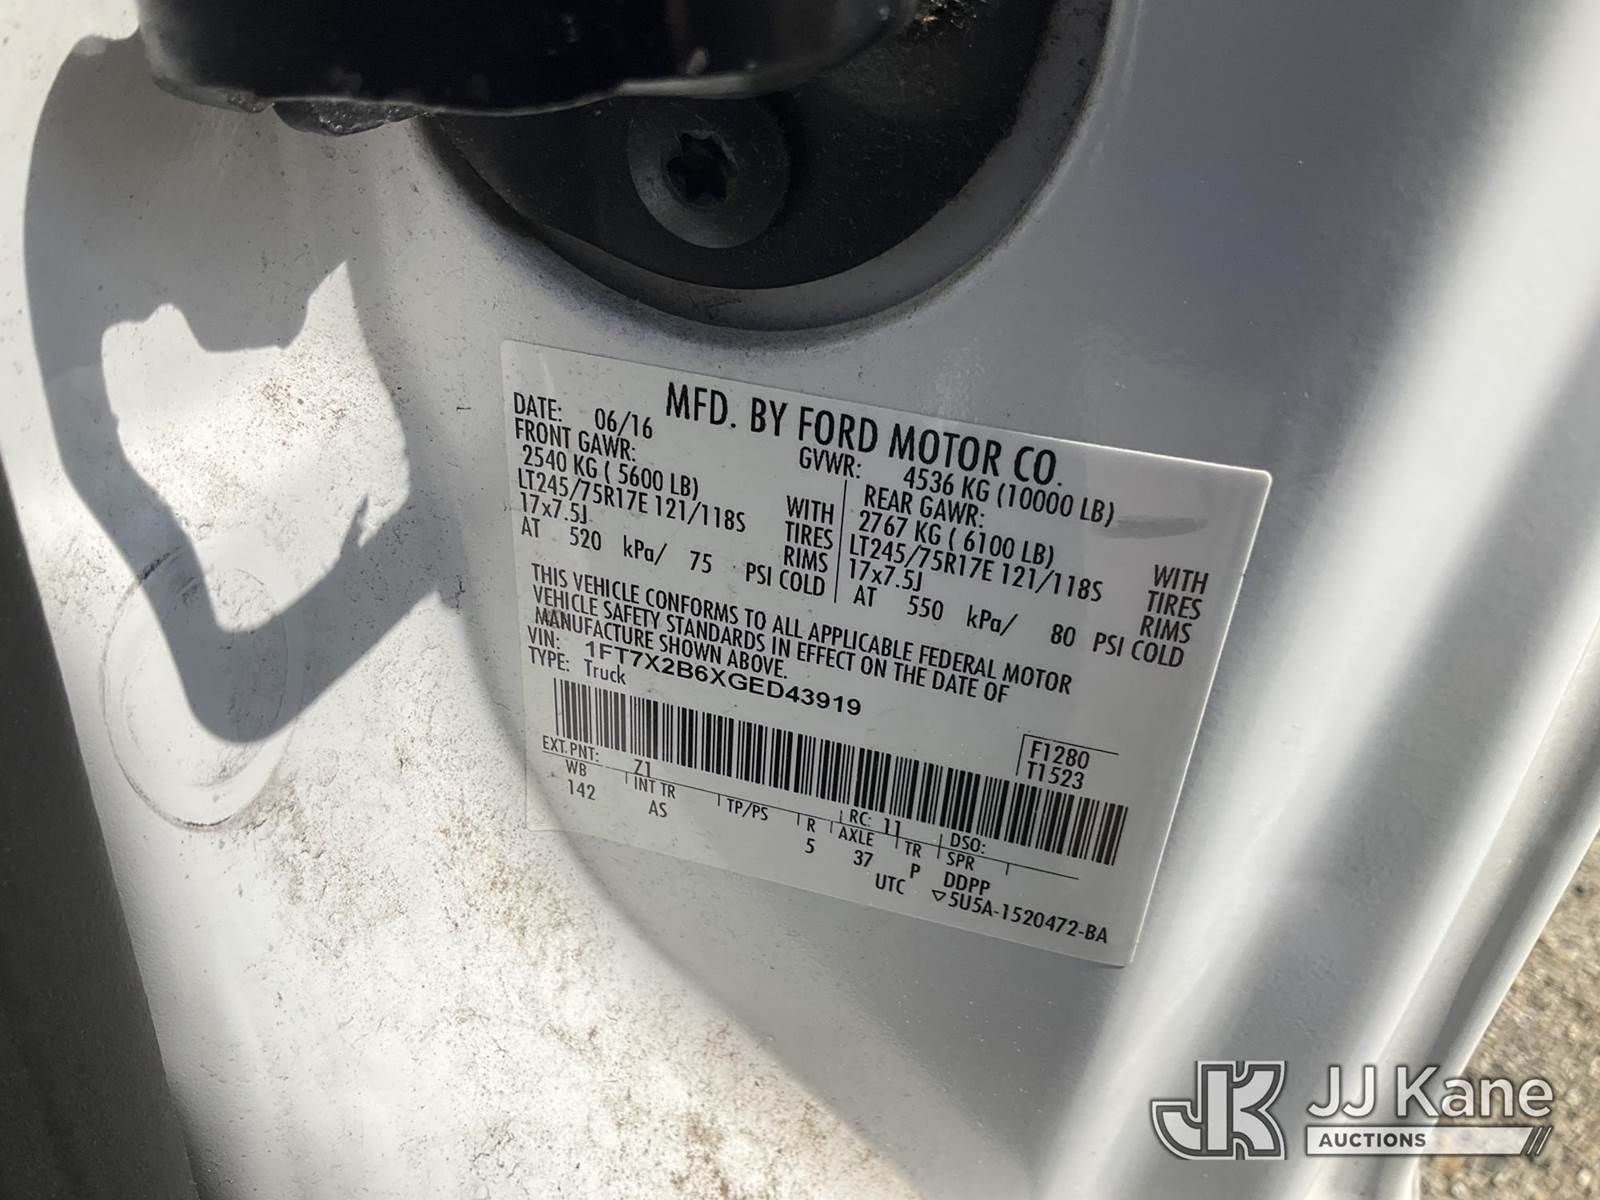 MFD. BY FORD MOTOR CO.
DATE: 06/16 GVWR: 4536 KG (10000 LB)
FRONT GAWR: REAR GAWR:
2540 KG ( 5600 LB) WITH 2767 KG ( 6100 LB) WITH
LT245/75R17E 121/118S TIRES LT245/75R17E 121/118S TIRES
17x7.5J RIMS 17x7.5J RIMS
AT 520 kPa/ 75 PSI COLD AT 550 kPa/ 80 PSI COLD
THIS VEHICLE CONFORMS TO ALL APPLICABLE FEDERAL MOTOR
VEHICLE SAFETY STANDARDS IN EFFECT ON THE DATE OF
MANUFACTURE SHOWN ABOVE.
VIN: 1FT7X2B6XGED43919
TYPE: Truck
F1280
T1523
EXT. PNT: Z1 RC: 11 DSO:
WB INT TR TP/PS R AXLE TR SPR
142 AS 5 37 P DDPP
UTC ▽5U5A-1520472-BA
JK JJ Kane
AUCTIONS